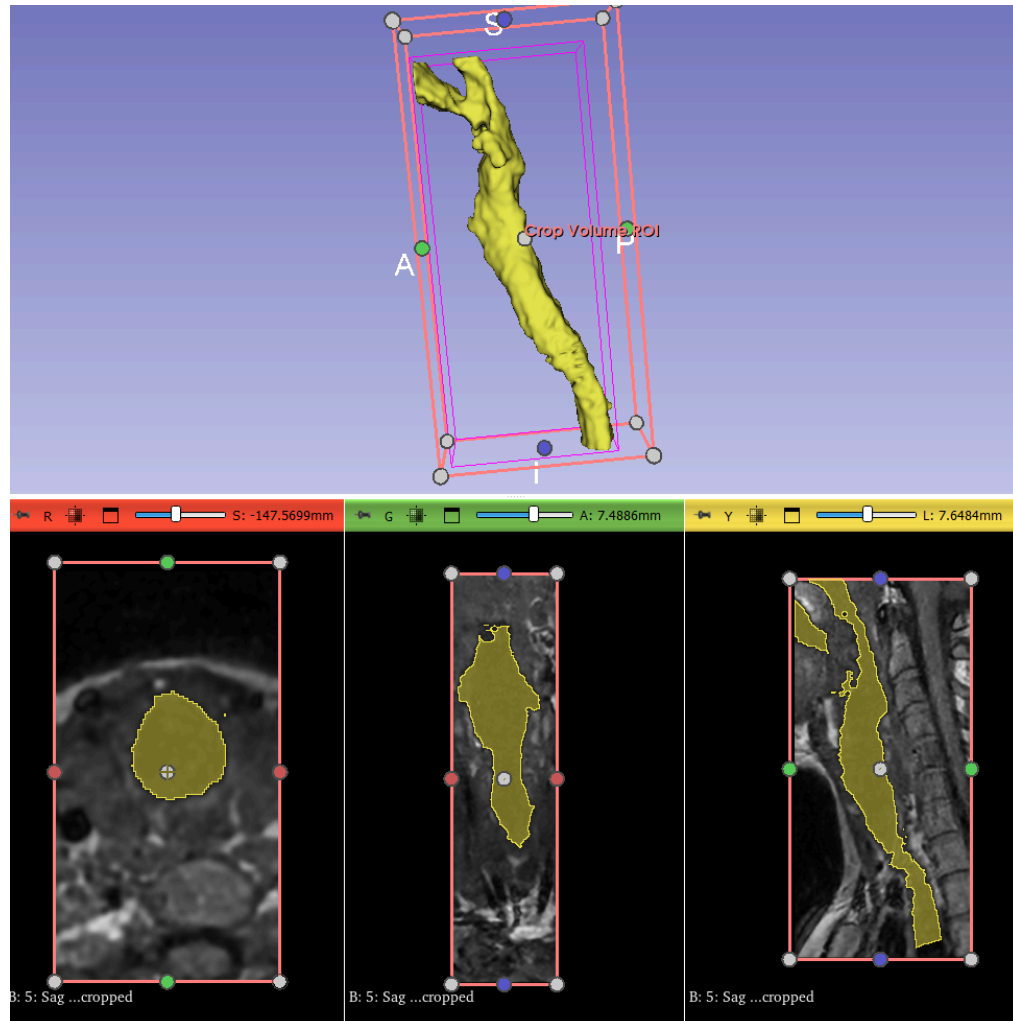 S
Crop Volume ROI
P
A
I
R S: -147.5699mm
G A: 7.4886mm
Y L: 7.6484mm
B: 5: Sag ...cropped
B: 5: Sag ...cropped
B: 5: Sag ...cropped